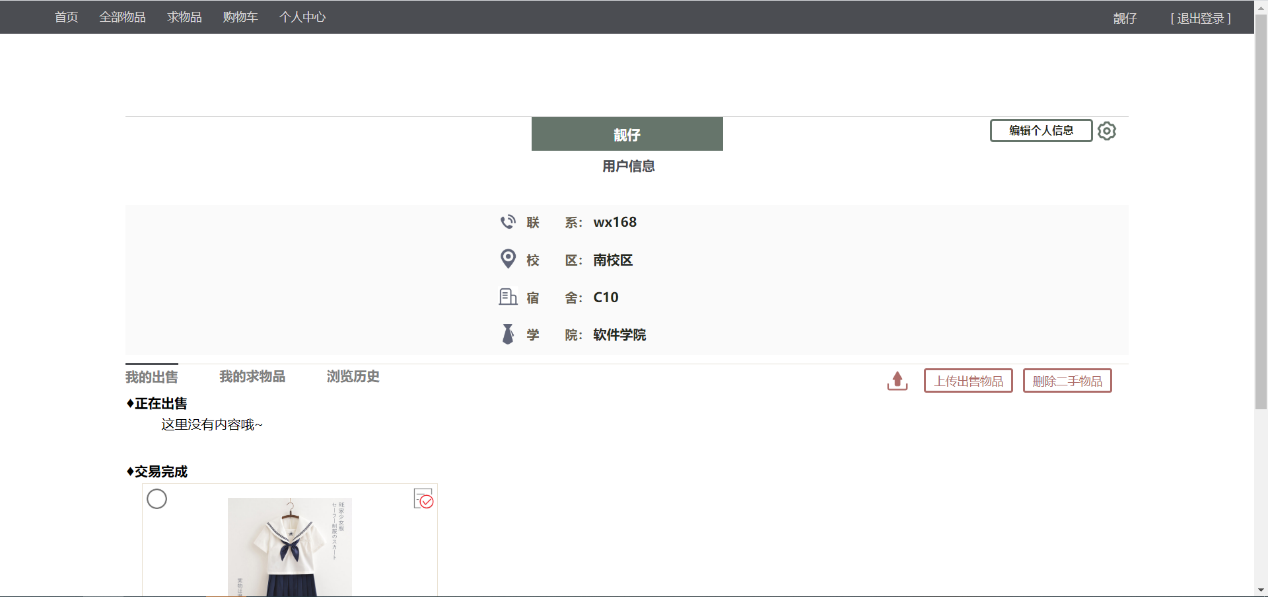 首页 全部物品 求物品 购物车 个人中心 靓仔 [ 退出登录 ]
靓仔 编辑个人信息
用户信息
联 系： wx168
校 区： 南校区
宿 舍： C10
学 院： 软件学院
我的出售 我的求物品 浏览历史 上传出售物品 删除二手物品
♦正在出售
这里没有内容哦~
♦交易完成